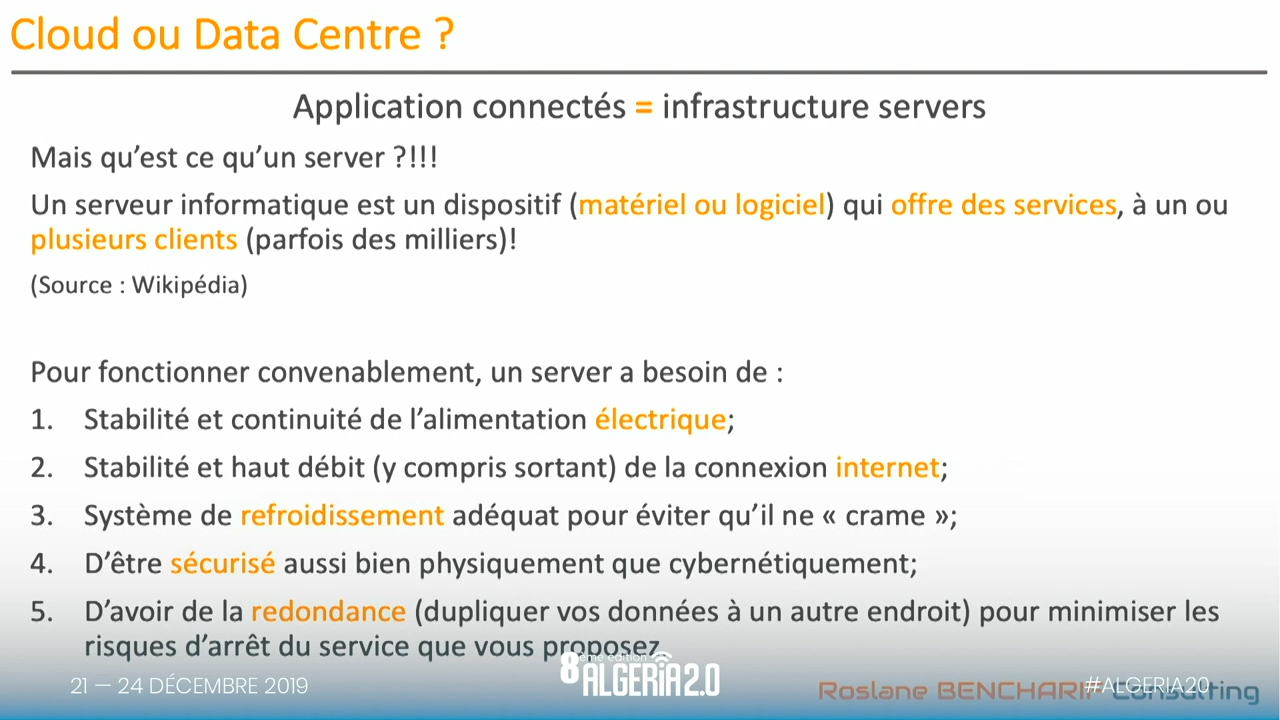 Cloud ou Data Centre ?
Application connectés = infrastructure servers
Mais qu’est ce qu’un server ?!!!
Un serveur informatique est un dispositif (matériel ou logiciel) qui offre des services, à un ou
plusieurs clients (parfois des milliers)!
(Source : Wikipédia)
Pour fonctionner convenablement, un server a besoin de :
1. Stabilité et continuité de l’alimentation électrique;
2. Stabilité et haut débit (y compris sortant) de la connexion internet;
3. Système de refroidissement adéquat pour éviter qu’il ne « crame »;
4. D’être sécurisé aussi bien physiquement que cybernétiquement;
5. D’avoir de la redondance (dupliquer vos données à un autre endroit) pour minimiser les
risques d’arrêt du service que vous proposez.
8ème édition
ALGERIA2.0
21 — 24 DÉCEMBRE 2019
#ALGERIA20
Roslane BENCHARIF Consulting